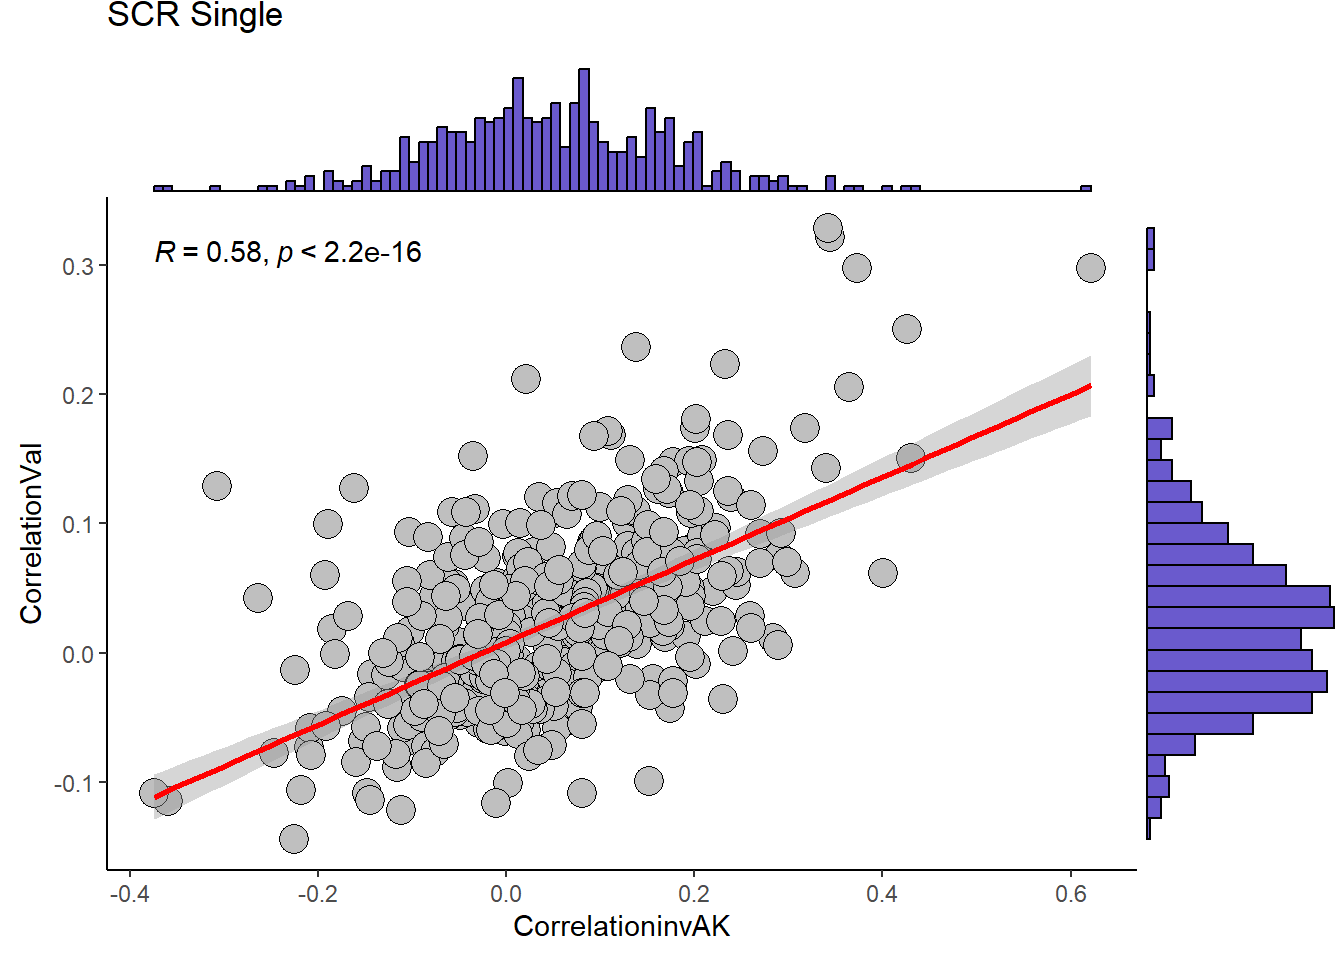 SCR Single
R = 0.58, p < 2.2e-16
0.3
0.2
0.1
0.0
-0.1
CorrelationVal
-0.4 -0.2 0.0 0.2 0.4 0.6
CorrelationinvAK